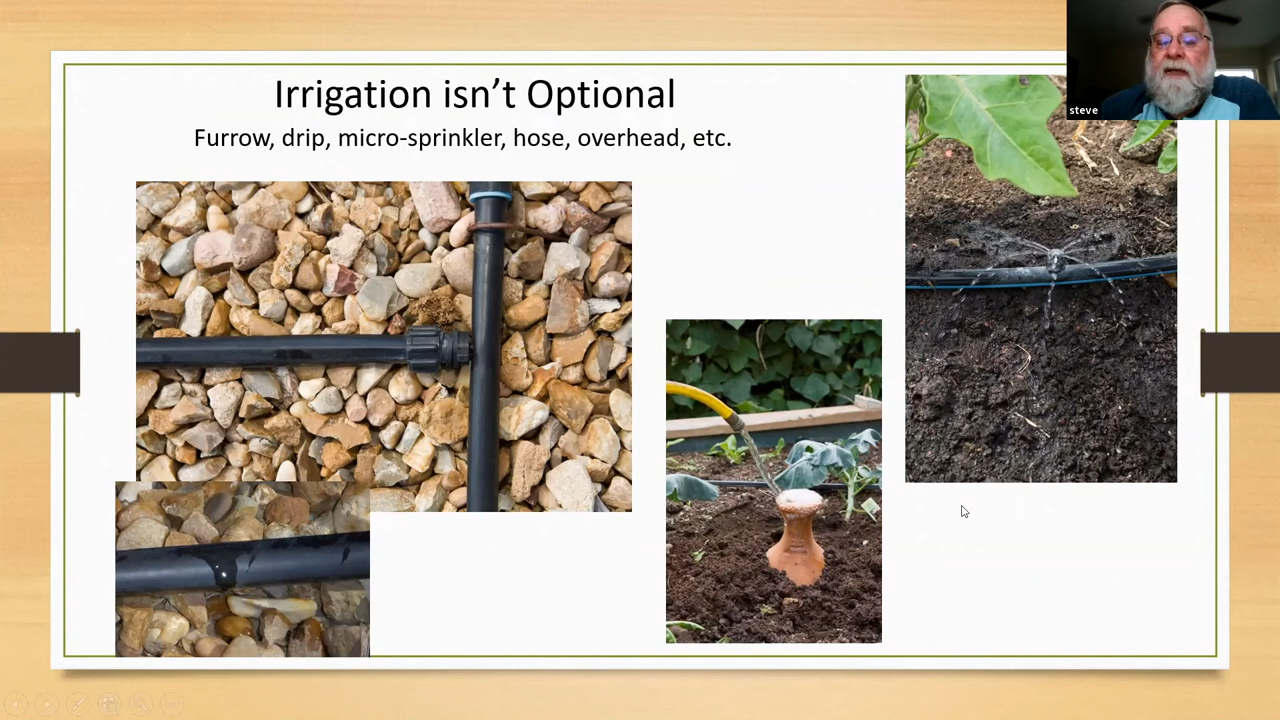 Irrigation isn’t Optional
Furrow, drip, micro-sprinkler, hose, overhead, etc.
steve